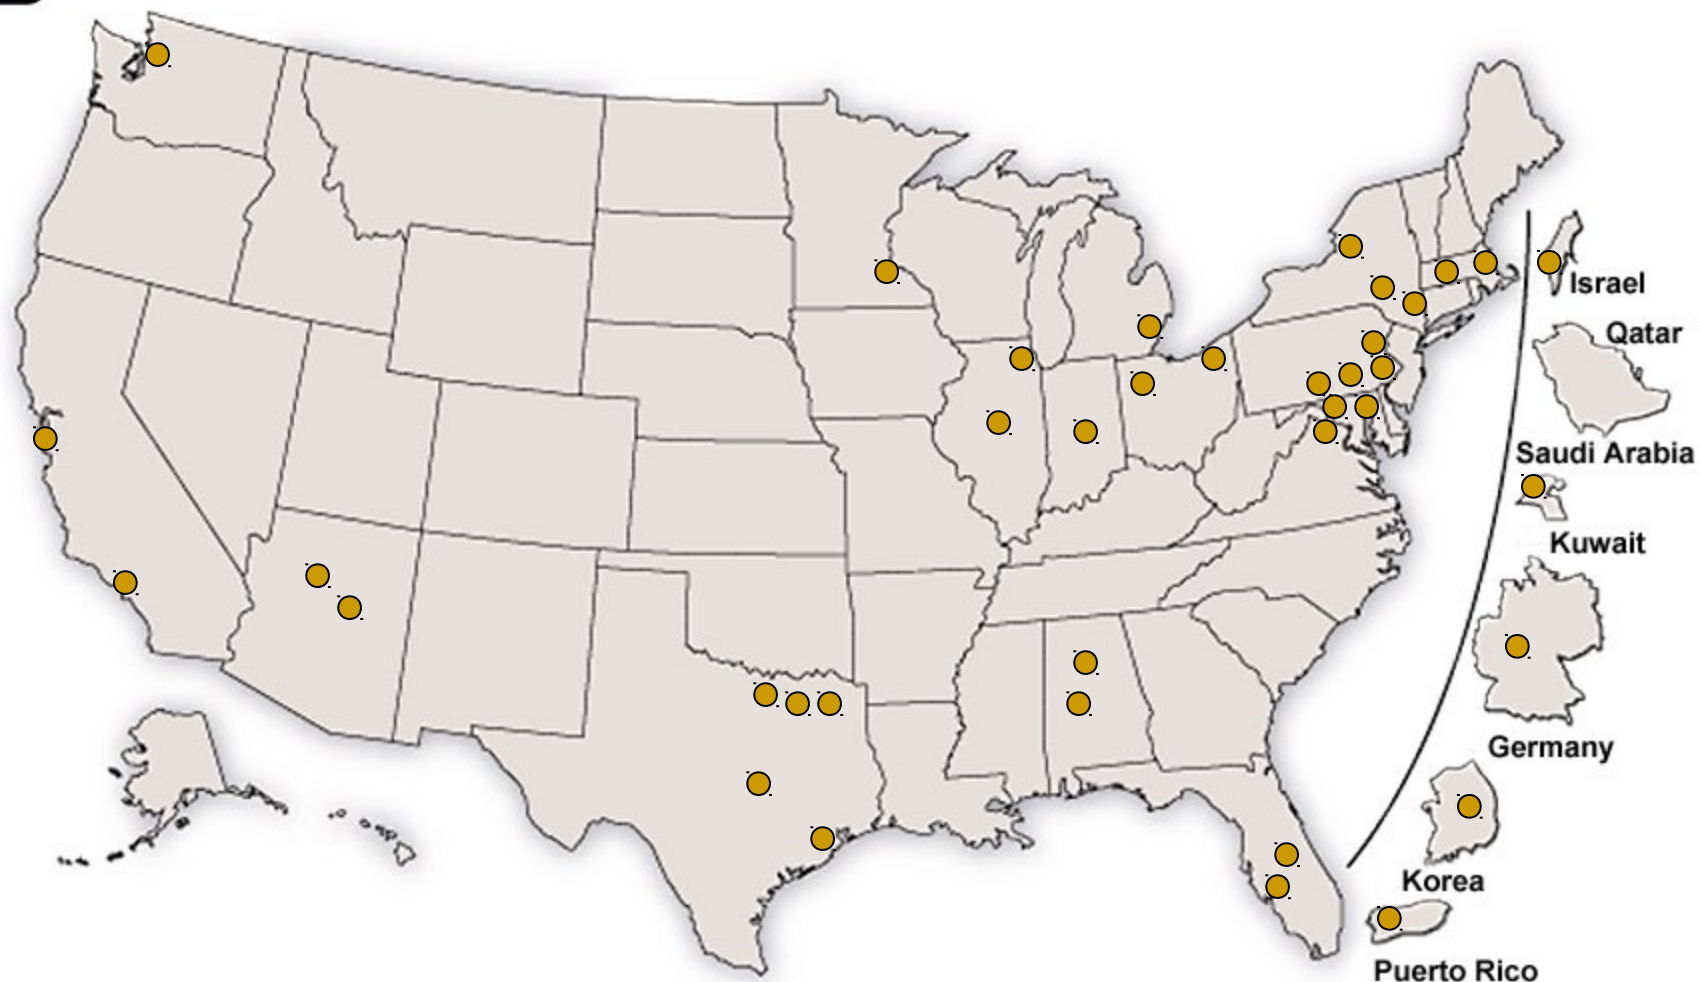 Israel
Qatar
Saudi Arabia
Kuwait
Germany
Korea
Puerto Rico